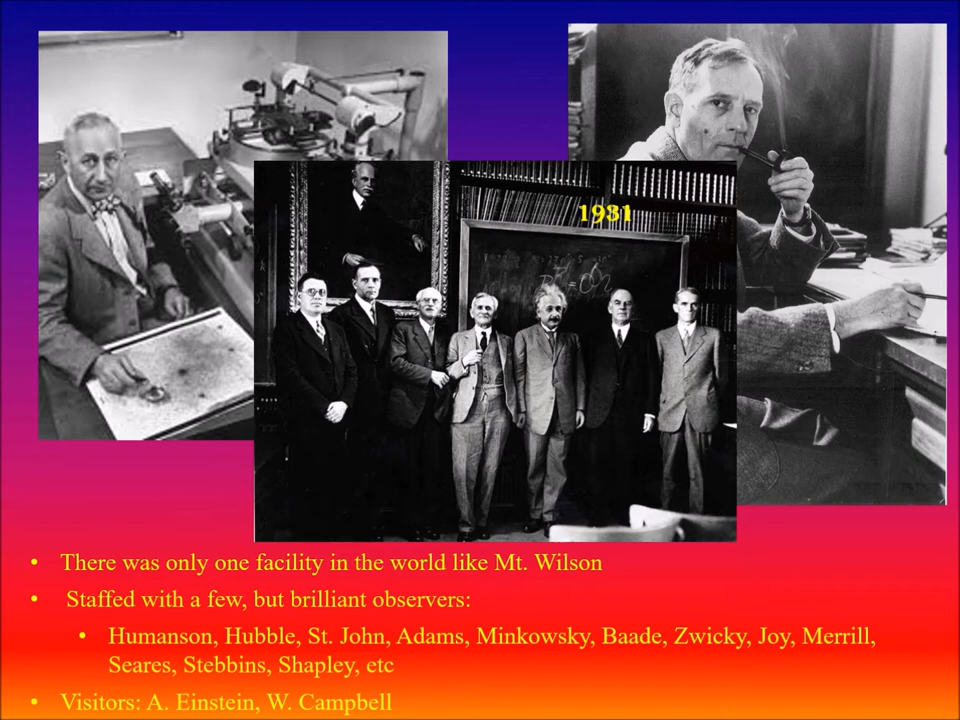 1931
• There was only one facility in the world like Mt. Wilson
• Staffed with a few, but brilliant observers:
• Humanson, Hubble, St. John, Adams, Minkowsky, Baade, Zwicky, Joy, Merrill,
Seares, Stebbins, Shapley, etc
• Visitors: A. Einstein, W. Campbell